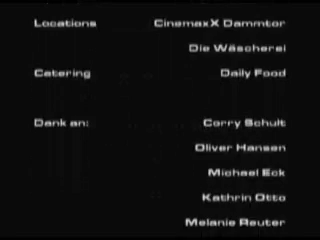 Locations CinemaxX Dammtor
Die Wäscherei
Catering Daily Food
Dank an: Corry Schult
Oliver Hansen
Michael Eck
Kathrin Otto
Melanie Reuter